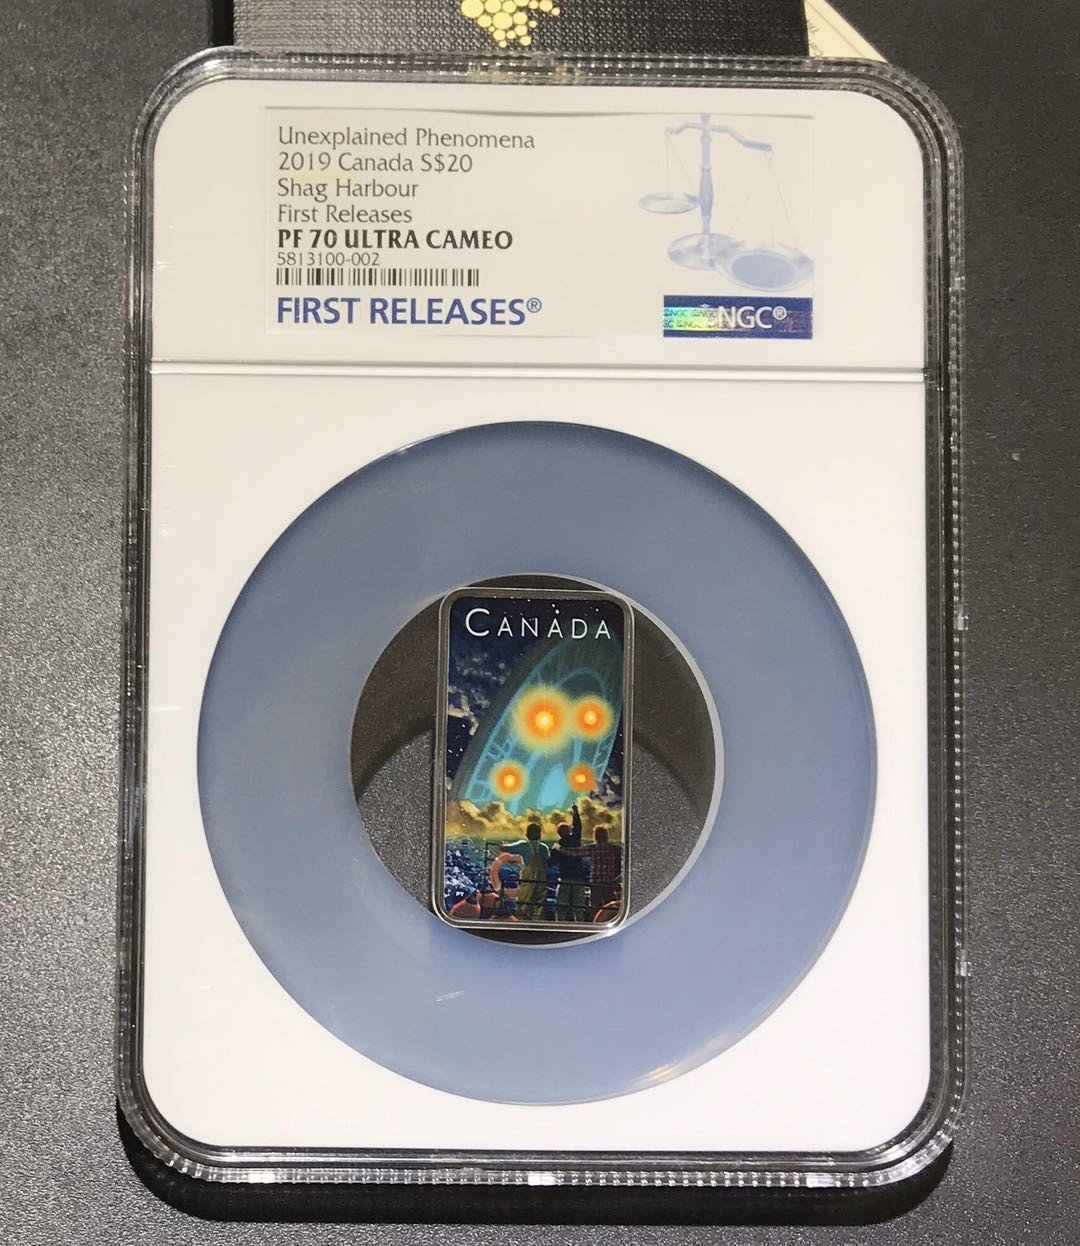 Unexplained Phenomena
2019 Canada S$20
Shag Harbour
First Releases
PF 70 ULTRA CAMEO
5813100-002
FIRST RELEASES®
NGC®
CANADA
PT